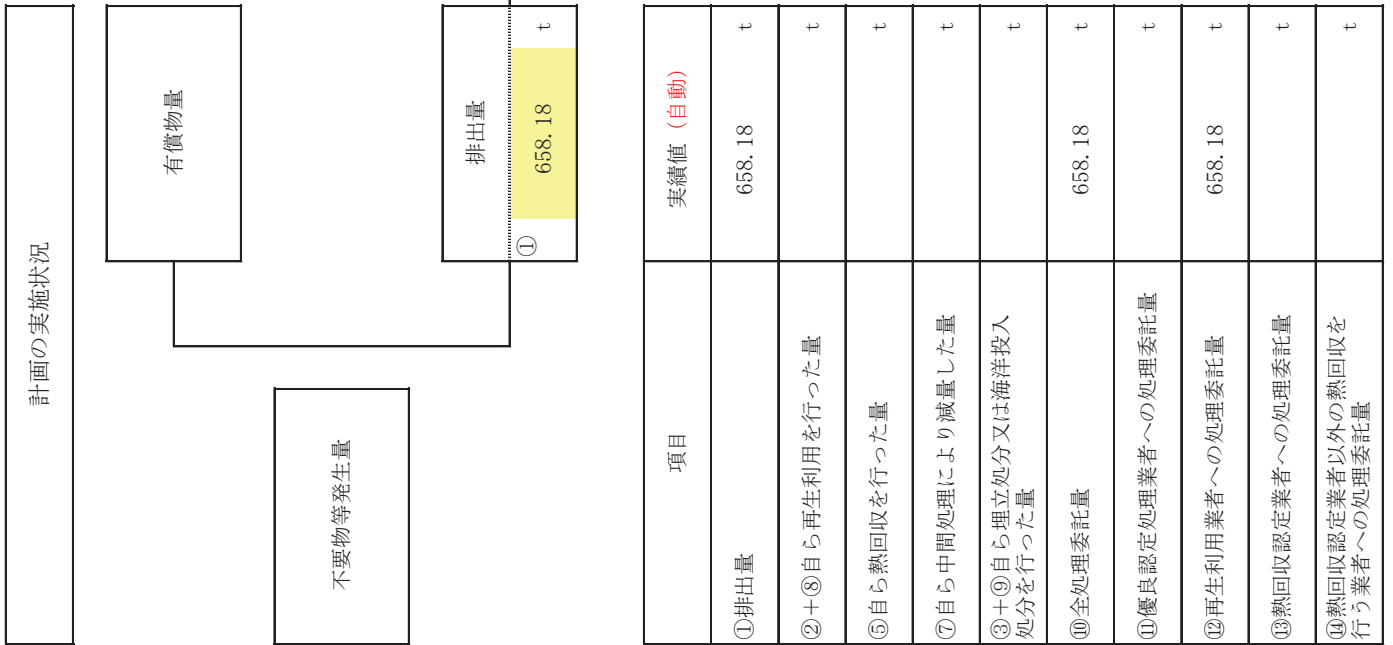 計画の実施状況
有償物量
不要物等発生量
排出量
① 658.18 t
項目 実績値（自動）
①排出量 658.18 t
②＋⑧自ら再生利用を行った量 t
⑤自ら熱回収を行った量 t
⑦自ら中間処理により減量した量 t
③＋⑨自ら埋立処分又は海洋投入
処分を行った量 t
⑩全処理委託量 658.18 t
⑪優良認定処理業者への処理委託量 t
⑫再生利用業者への処理委託量 658.18 t
⑬熱回収認定業者への処理委託量 t
⑭熱回収認定業者以外の熱回収を
行う業者への処理委託量 t